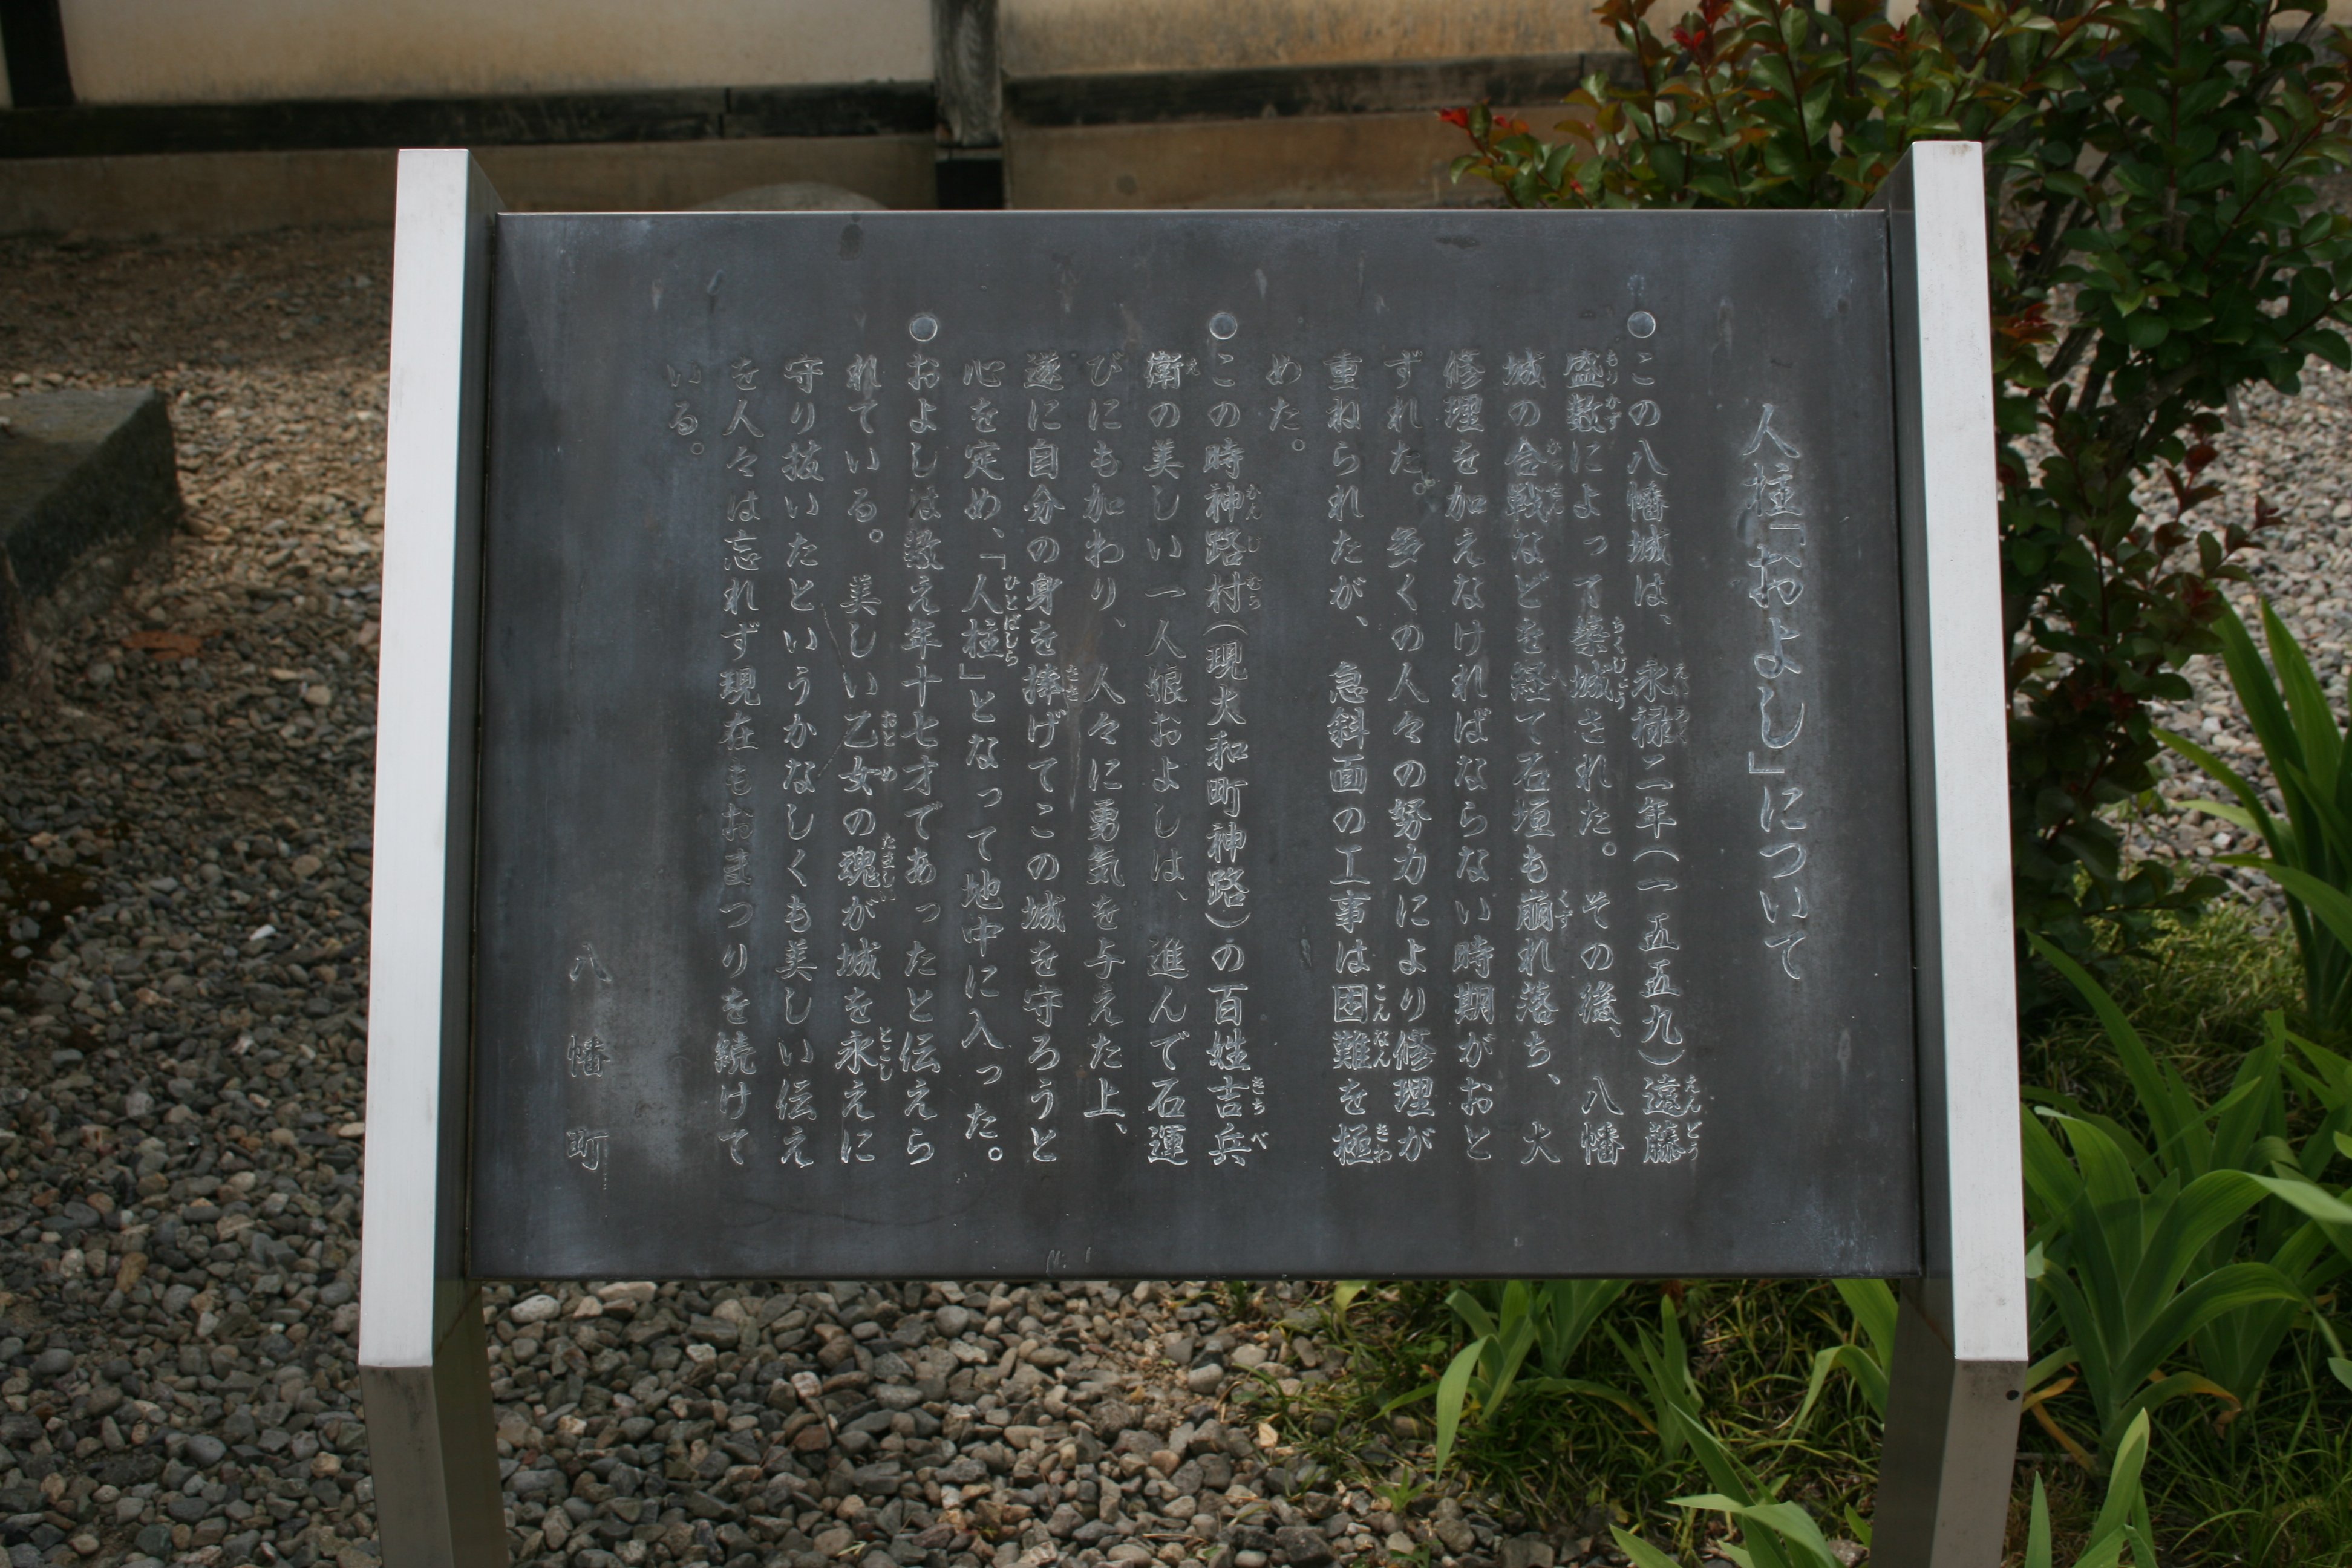 人柱「およし」について
○この八幡城は、永禄二年(一五五九)遠藤
盛数によって築城された。その後、八幡
城の合戦などを経て石垣も崩れ落ち、大
修理を加えなければならない時期がおと
ずれた。多くの人々の努力により修理が
重ねられたが、急斜面の工事は困難を極
めた。
○この時神路村(現大和町神路)の百姓吉兵
衛の美しい一人娘およしは、進んで石運
びにも加わり、人々に勇気を与えた上、
遂に自分の身を捧げてこの城を守ろうと
心を定め、「人柱」となって地中に入った。
○およしは数え年十七才であったと伝えら
れている。美しい乙女の魂が城を永えに
守り抜いたというかなしくも美しい伝え
を人々は忘れず現在もおまつりを続けて
いる。
八幡町